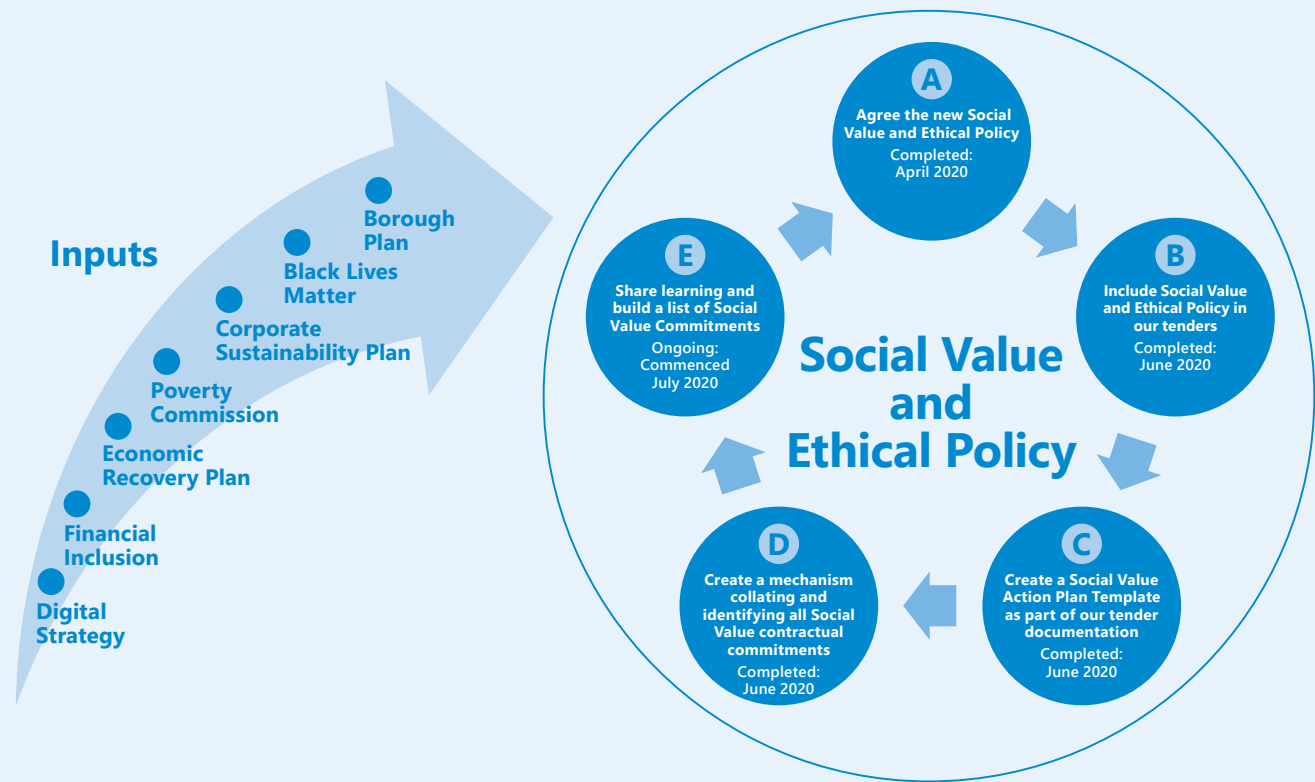 Inputs
Borough
Plan
Black Lives
Matter
Corporate
Sustainability Plan
Poverty
Commission
Economic
Recovery Plan
Financial
Inclusion
Digital
Strategy
Social Value
and
Ethical Policy
A
Agree the new Social
Value and Ethical Policy
Completed:
April 2020
B
Include Social Value
and Ethical Policy in
our tenders
Completed:
June 2020
C
Create a Social Value
Action Plan Template
as part of our tender
documentation
Completed:
June 2020
D
Create a mechanism
collating and
identifying all Social
Value contractual
commitments
Completed:
June 2020
E
Share learning and
build a list of Social
Value Commitments
Ongoing:
Commenced
July 2020